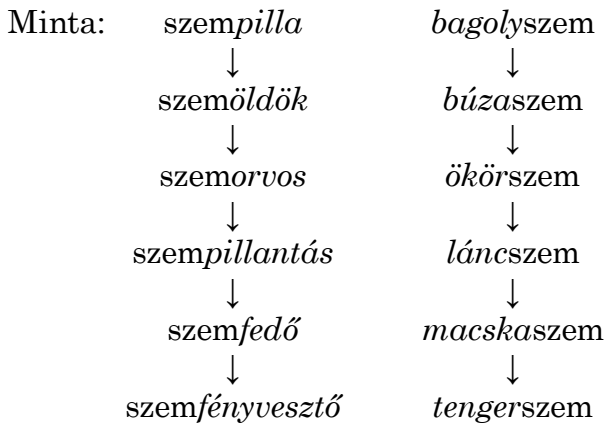 Minta: szempilla bagolyszem
↓ ↓
szemöldök búzaszem
↓ ↓
szemorvos ökörszem
↓ ↓
szempillantás láncszem
↓ ↓
szemfedő macskaszem
↓ ↓
szemfényvesztő tengerszem